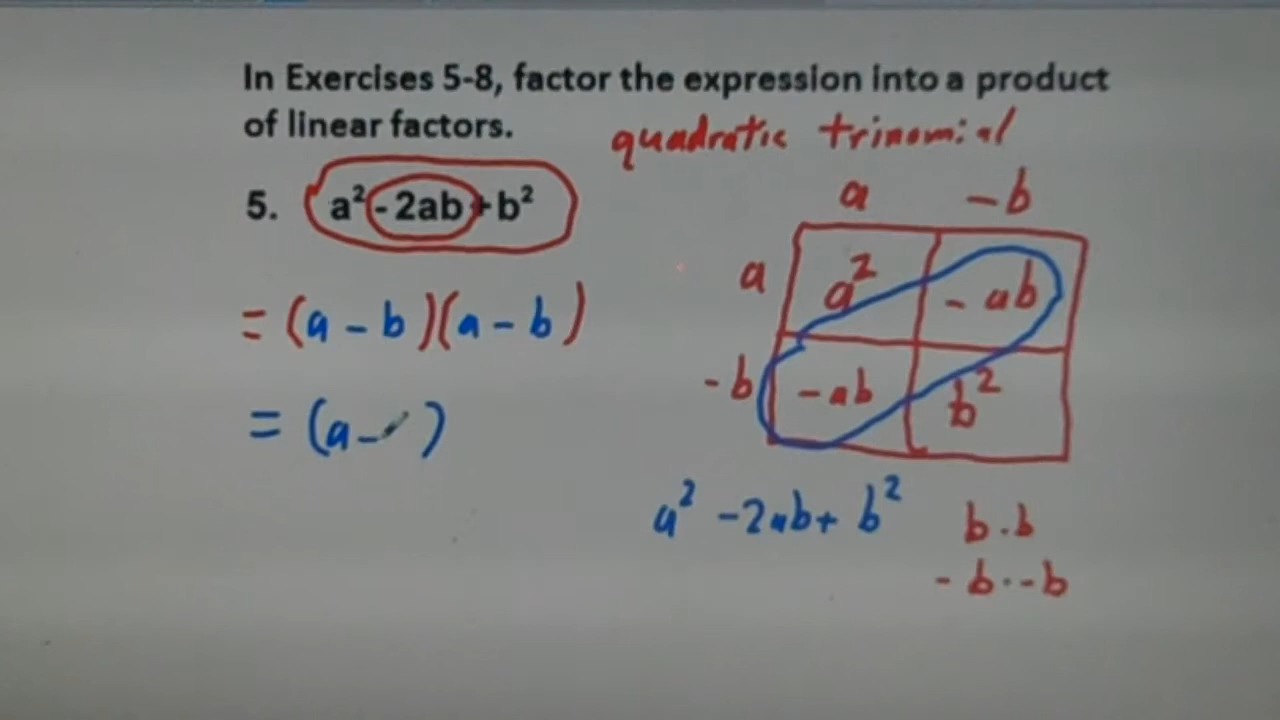 In Exercises 5-8, factor the expression into a product
of linear factors.
quadratic trinomial
5. a² - 2ab + b²
= (a - b)(a - b)
= (a - )
a -b
a a² - ab
- b - ab b²
a² - 2ab + b²
b . b
- b · - b